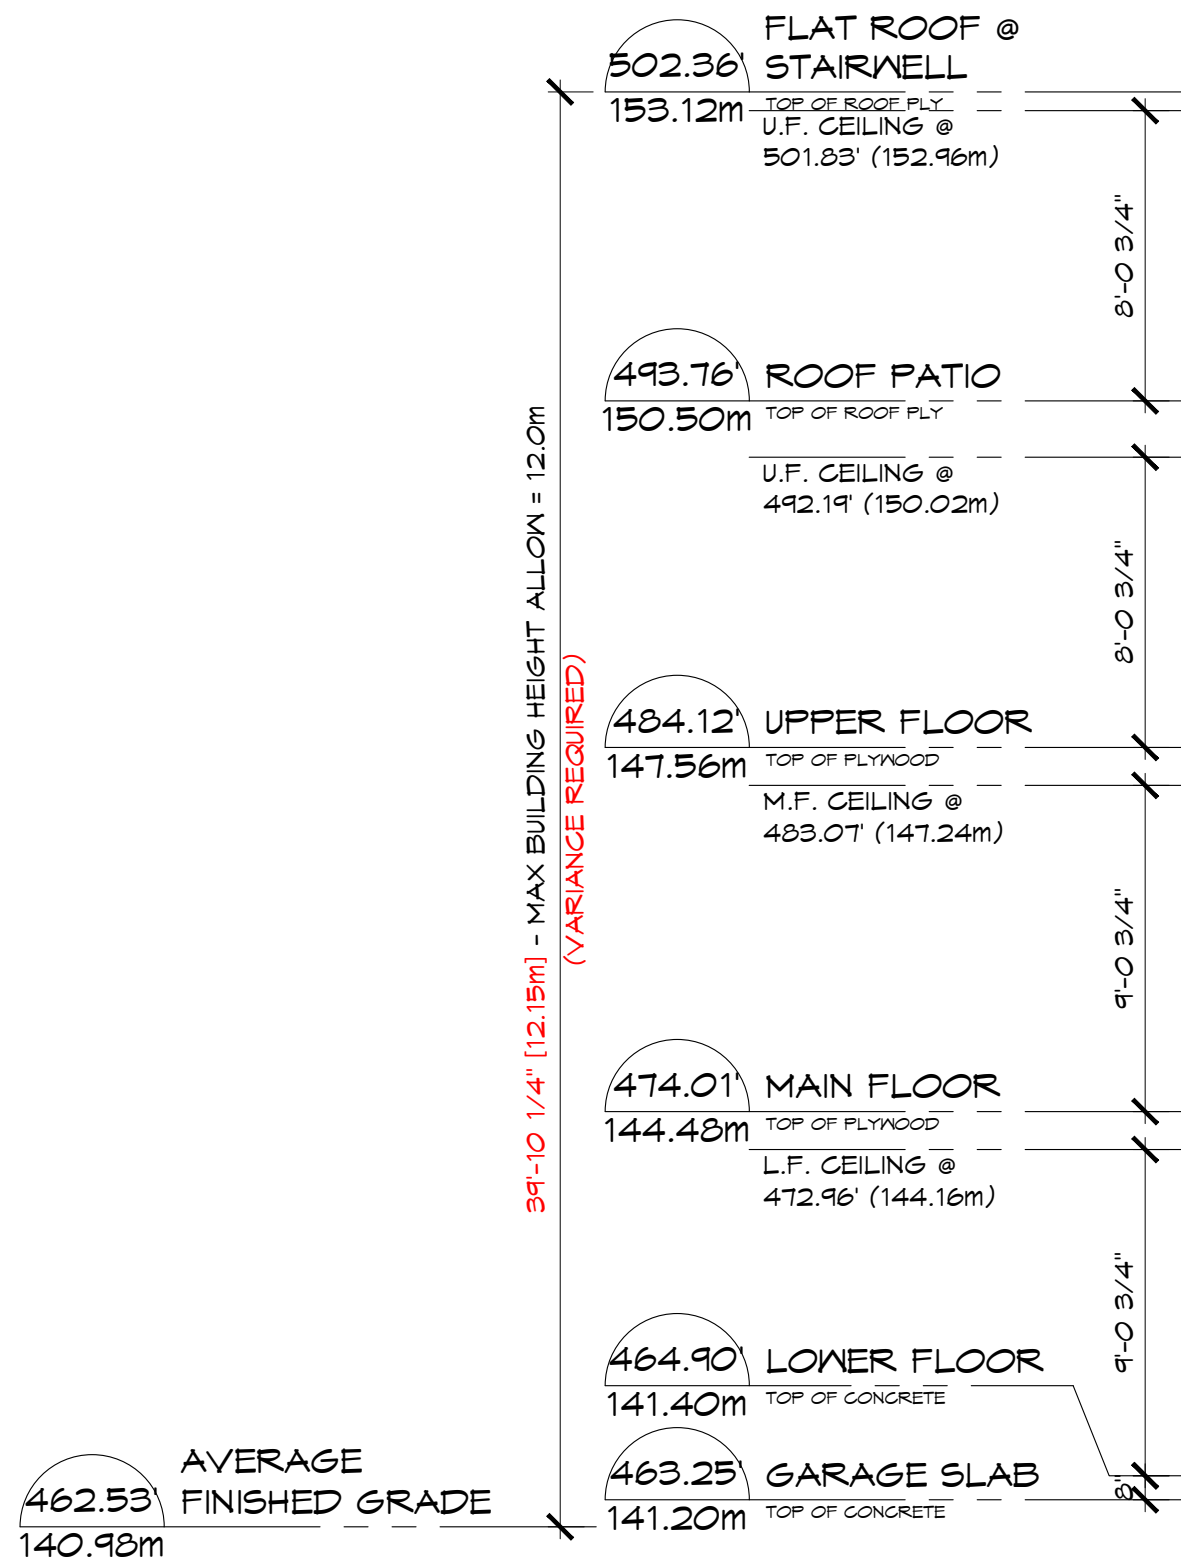 FLAT ROOF @
STAIRWELL
502.36'
153.12m
TOP OF ROOF PLY
U.F. CEILING @
501.83' (152.96m)
8'-0 3/4"
493.76'
ROOF PATIO
150.50m
TOP OF ROOF PLY
U.F. CEILING @
492.19' (150.02m)
8'-0 3/4"
39'-10 1/4" [12.15m] - MAX BUILDING HEIGHT ALLOW = 12.0m
(VARIANCE REQUIRED)
484.12'
UPPER FLOOR
147.56m
TOP OF PLYWOOD
M.F. CEILING @
483.07' (147.24m)
9'-0 3/4"
474.01'
MAIN FLOOR
144.48m
TOP OF PLYWOOD
L.F. CEILING @
472.96' (144.16m)
9'-0 3/4"
464.90'
LOWER FLOOR
141.40m
TOP OF CONCRETE
463.25'
GARAGE SLAB
141.20m
TOP OF CONCRETE
8"
AVERAGE
FINISHED GRADE
462.53'
140.98m